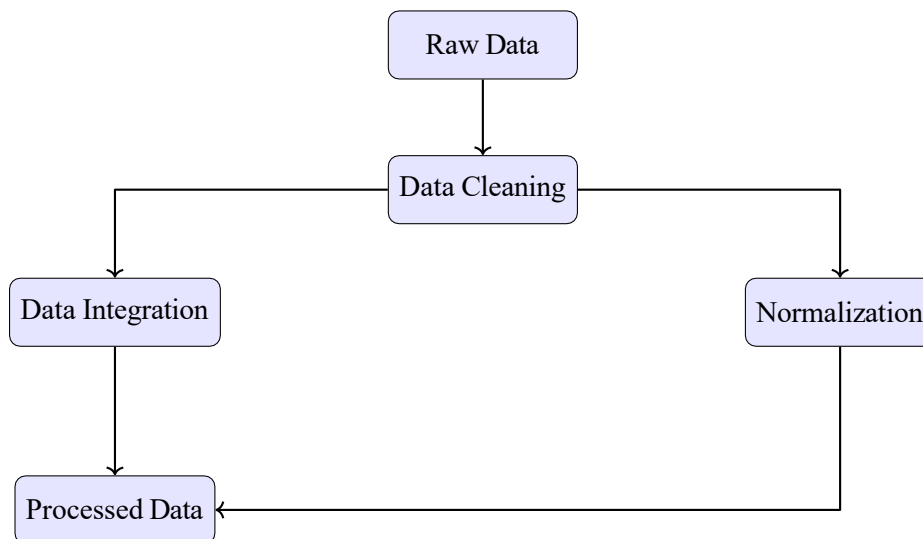 Raw Data
Data Cleaning
Data Integration
Normalization
Processed Data